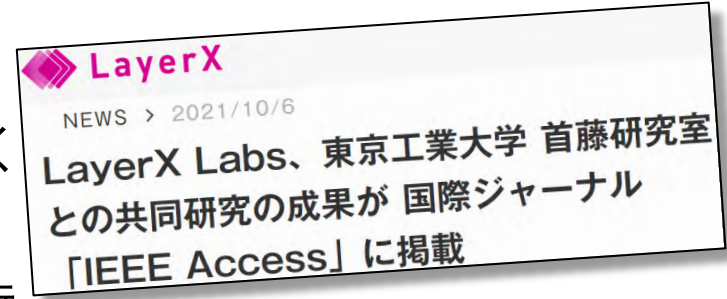 LayerX
NEWS > 2021/10/6
LayerX Labs、東京工業大学 首藤研究室
との共同研究の成果が 国際ジャーナル
「IEEE Access」に掲載